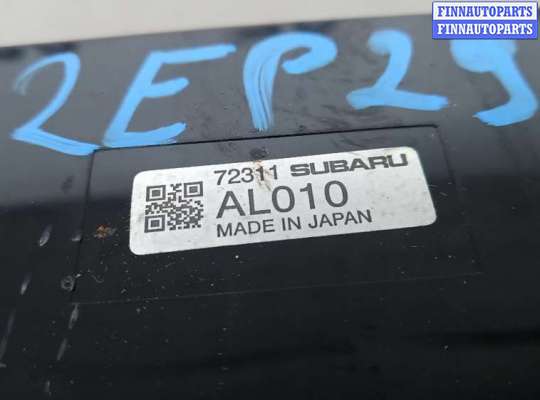 FINNAUTOPARTS
FINNAUTOPARTS
2EP29
72311 SUBARU
AL010
MADE IN JAPAN